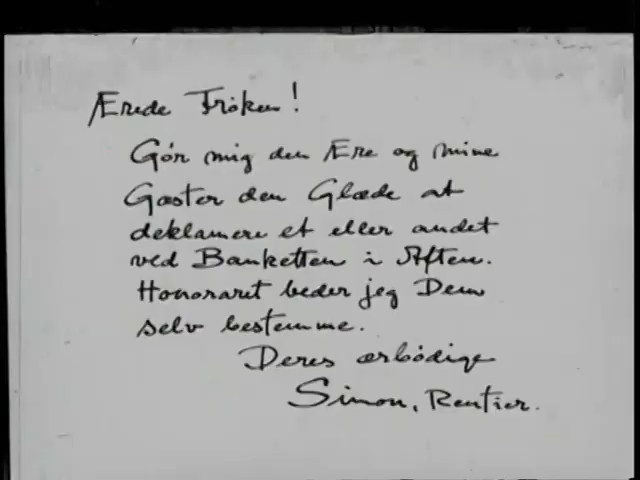 Ærede Frøken!
Gör mig den Ære og mine
Gæster den Glæde at
deklamere et eller andet
ved Banketten i Aften.
Honoraret beder jeg Dem
selv bestemme.
Deres ærbödige
Simon, Rentier.